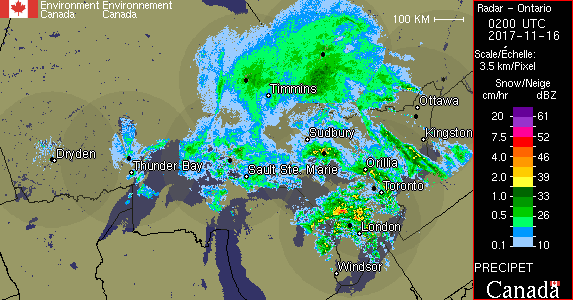 Environment Environnement
Canada Canada
100 KM
Timmins
Ottawa
Sudbury
Kingston
Dryden
Thunder Bay
Sault Ste. Marie
Orillia
Toronto
London
Windsor
Radar - Ontario
0200 UTC
2017-11-16
Scale/Échelle:
3.5 km/Pixel
Snow/Neige
cm/hr dBZ
20 61
7.5 52
4.0 46
2.0 39
1.0 33
0.5 26
0.1 10
PRECIPET
Canada